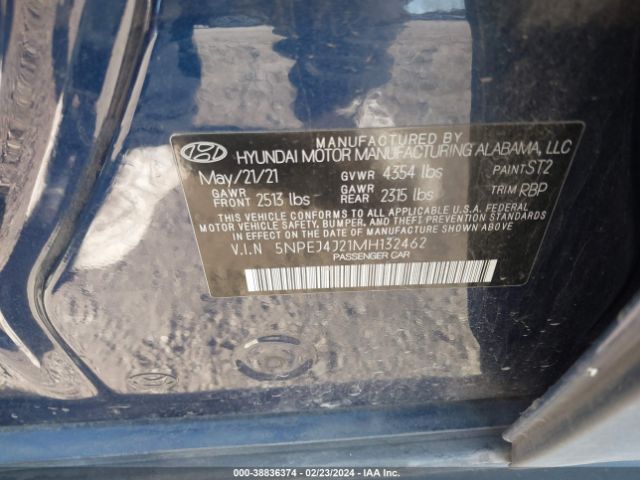 MANUFACTURED BY
HYUNDAI MOTOR MANUFACTURING ALABAMA, LLC
May/21/21 GVWR 4354 lbs PAINT ST2
GAWR FRONT 2513 lbs GAWR REAR 2315 lbs TRIM RBP
THIS VEHICLE CONFORMS TO ALL APPLICABLE U.S.A. FEDERAL
MOTOR VEHICLE SAFETY, BUMPER, AND THEFT PREVENTION STANDARDS
IN EFFECT ON THE DATE OF MANUFACTURE SHOWN ABOVE
V.I.N 5NPEJ4J21MH132462
PASSENGER CAR
000-38836374 - 02/23/2024 - IAA Inc.